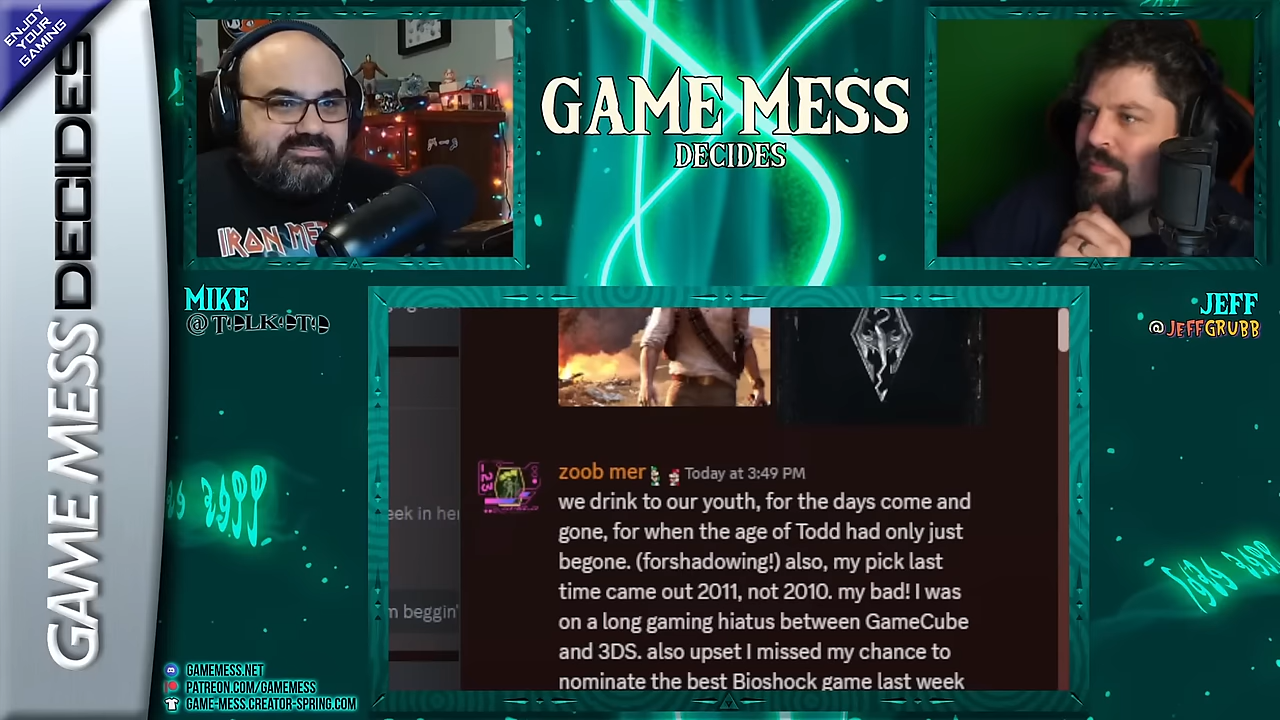 ENJOY
YOUR
GAMING
GAME MESS DECIDES
GAME MESS
DECIDES
IRON ME
MIKE
JEFF
@JEFFGRUBB
zoob mer Today at 3:49 PM
we drink to our youth, for the days come and
gone, for when the age of Todd had only just
begone. (forshadowing!) also, my pick last
time came out 2011, not 2010. my bad! I was
on a long gaming hiatus between GameCube
and 3DS. also upset I missed my chance to
nominate the best Bioshock game last week
eek in her
m beggin'
GAMEMESS.NET
PATREON.COM/GAMEMESS
GAME-MESS.CREATOR-SPRING.COM